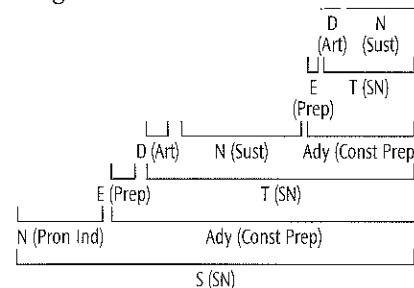 D N
(Art) (Sust)
E T (SN)
(Prep)
D (Art) N (Sust) Ady (Const Prep
E (Prep) T (SN)
N (Pron Ind) Ady (Const Prep)
S (SN)